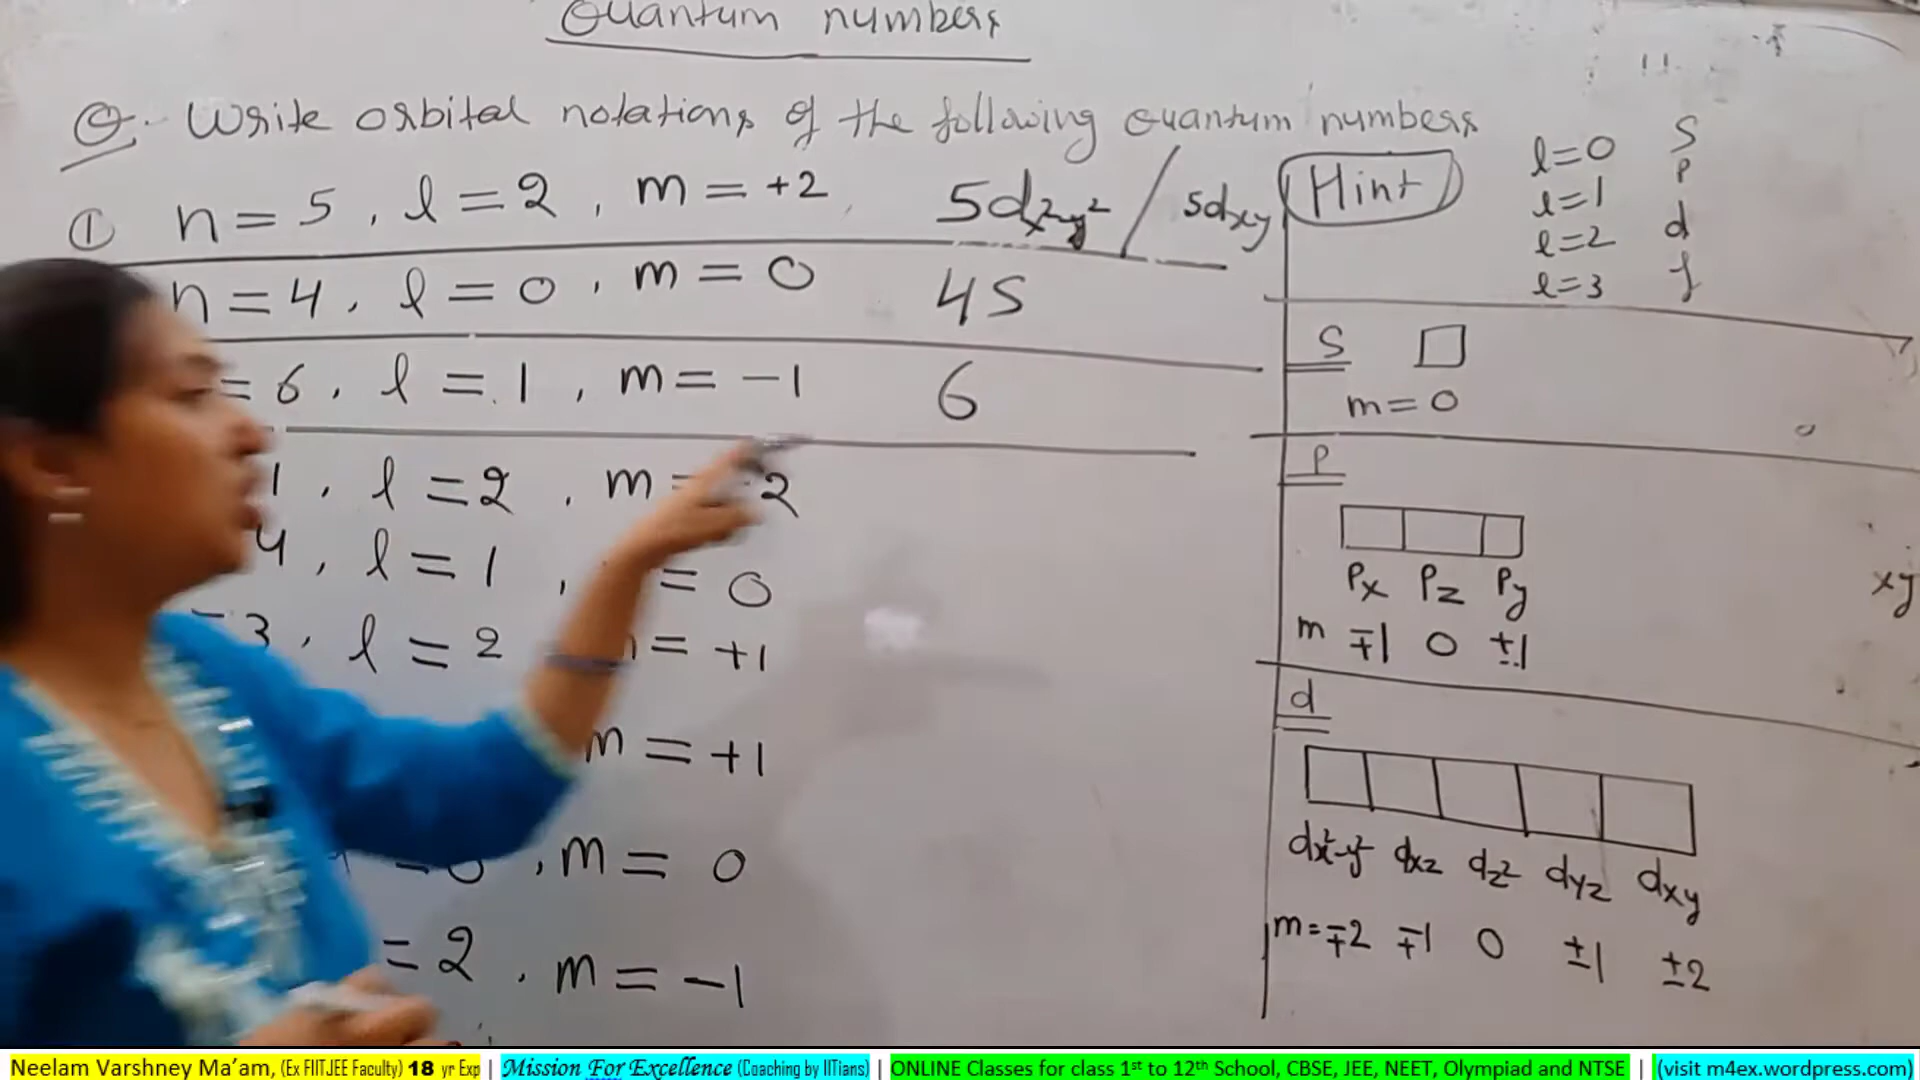 Quantum numbers
Q. Write orbital notations of the following Quantum numbers
① n = 5, l = 2, m = +2 5dx²-y² / 5dxy
n = 4, l = 0, m = 0 4S
= 6, l = 1, m = -1 6
1, l = 2, m = 2
4, l = 1, = 0
= 3, l = 2 = +1
m = +1
= 0, m = 0
= 2, m = -1
Hint
l=0 S
l=1 P
l=2 d
l=3 f
S
m = 0
P
Px Pz Py
m ∓1 0 ±1
xy
d
dx²-y² dxz dz² dyz dxy
m = ∓2 ∓1 0 ±1 ±2
Neelam Varshney Ma'am, (Ex FIITJEE Faculty) 18 yr Exp | Mission For Excellence (Coaching by IITians) | ONLINE Classes for class 1st to 12th School, CBSE, JEE, NEET, Olympiad and NTSE | (visit m4ex.wordpress.com)